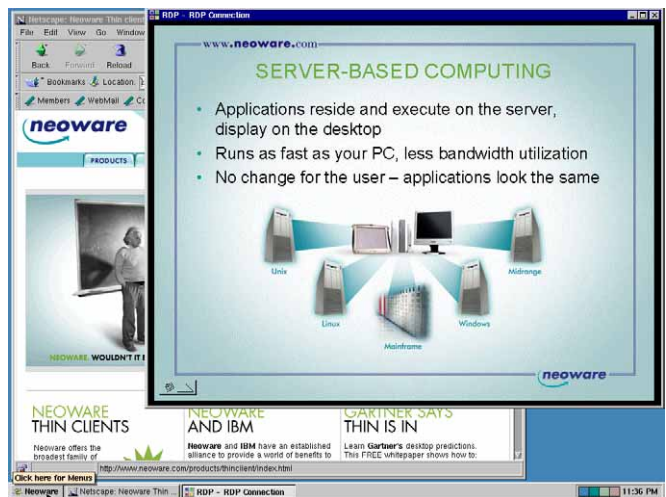 Netscape: Neoware Thin client
File Edit View Go Window
Back Forward Reload
Bookmarks Location:
Members WebMail
neoware
PRODUCTS
NEOWARE. WOULDN'T IT
NEOWARE
THIN CLIENTS
Neoware offers the
broadest family of
NEOWARE
AND IBM
Neoware and IBM have an established
alliance to provide a world of benefits to
GARTNER SAYS
THIN IS IN
Learn Gartner's desktop predictions.
This FREE whitepaper shows how to:
http://www.neoware.com/products/thinclient/index.html
RDP - RDP Connection
www.neoware.com
SERVER-BASED COMPUTING
• Applications reside and execute on the server,
display on the desktop
• Runs as fast as your PC, less bandwidth utilization
• No change for the user – applications look the same
Unix
Linux
Mainframe
Windows
Midrange
neoware
Click here for Menus
Neoware Netscape: Neoware Thin ... RDP - RDP Connection 11:36 PM